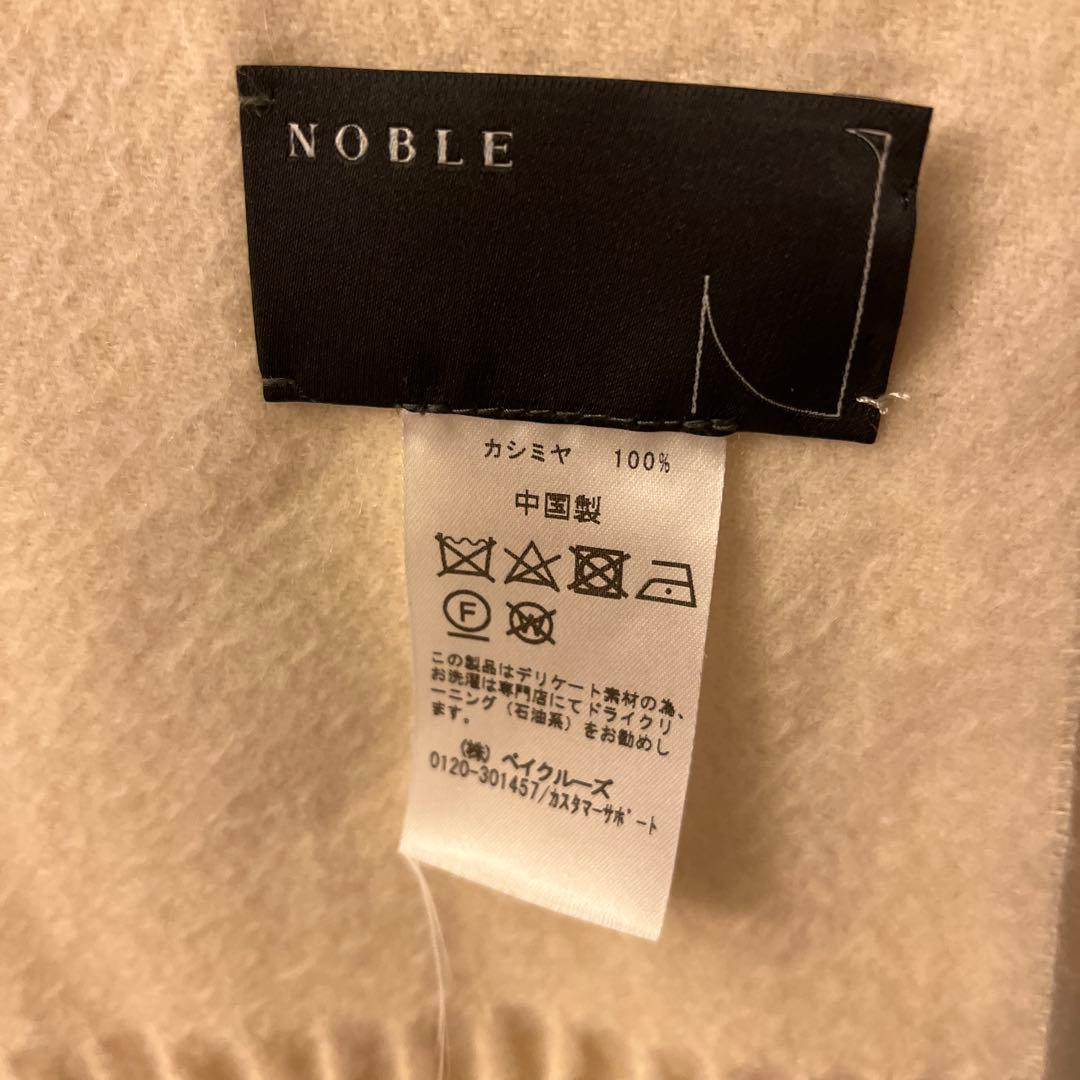 NOBLE
カシミヤ 100%
中国製
F
W
この製品はデリケート素材の為、
お洗濯は専門店にてドライクリ
ーニング（石油系）をお勧めし
ます。
（株）ベイクルーズ
0120-301457/カスタマーサポート